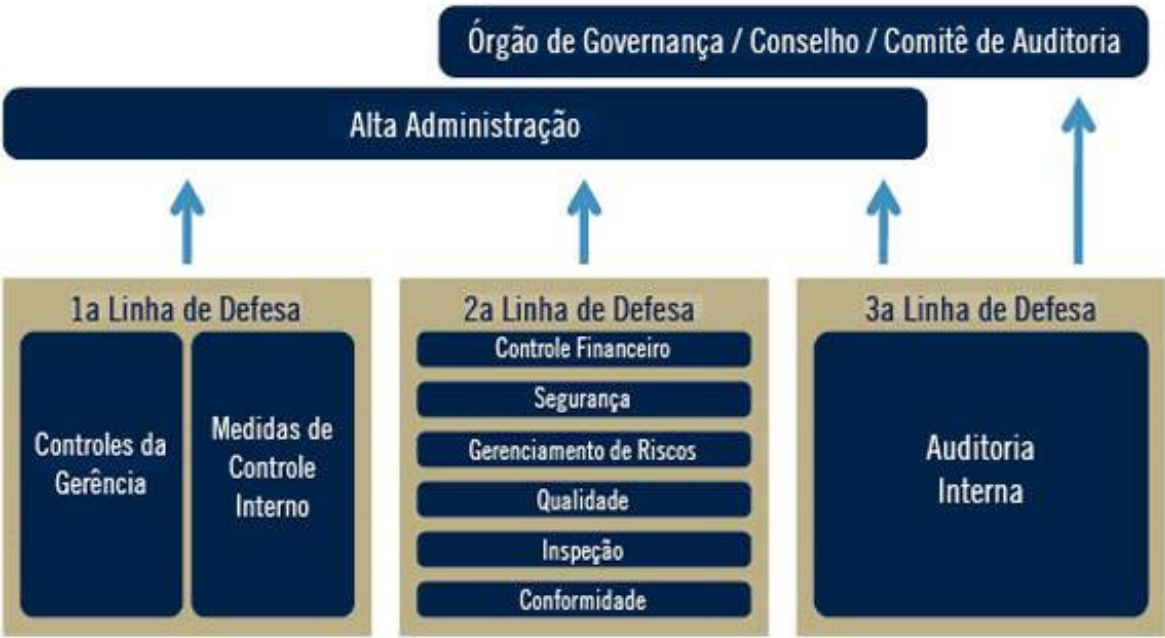 Órgão de Governança / Conselho / Comitê de Auditoria
Alta Administração
1a Linha de Defesa
Controles da
Gerência
Medidas de
Controle
Interno
2a Linha de Defesa
Controle Financeiro
Segurança
Gerenciamento de Riscos
Qualidade
Inspeção
Conformidade
3a Linha de Defesa
Auditoria
Interna